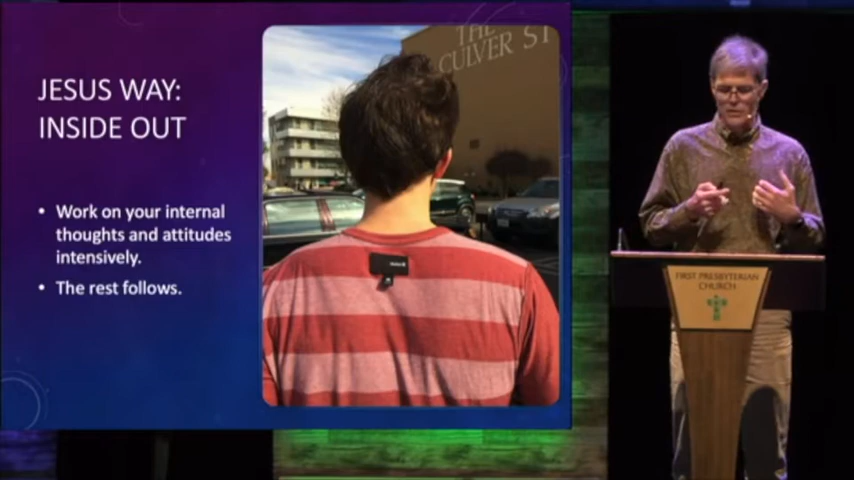 JESUS WAY:
INSIDE OUT
• Work on your internal
thoughts and attitudes
intensively.
• The rest follows.
THE
CULVER ST
FIRST PRESBYTERIAN
CHURCH